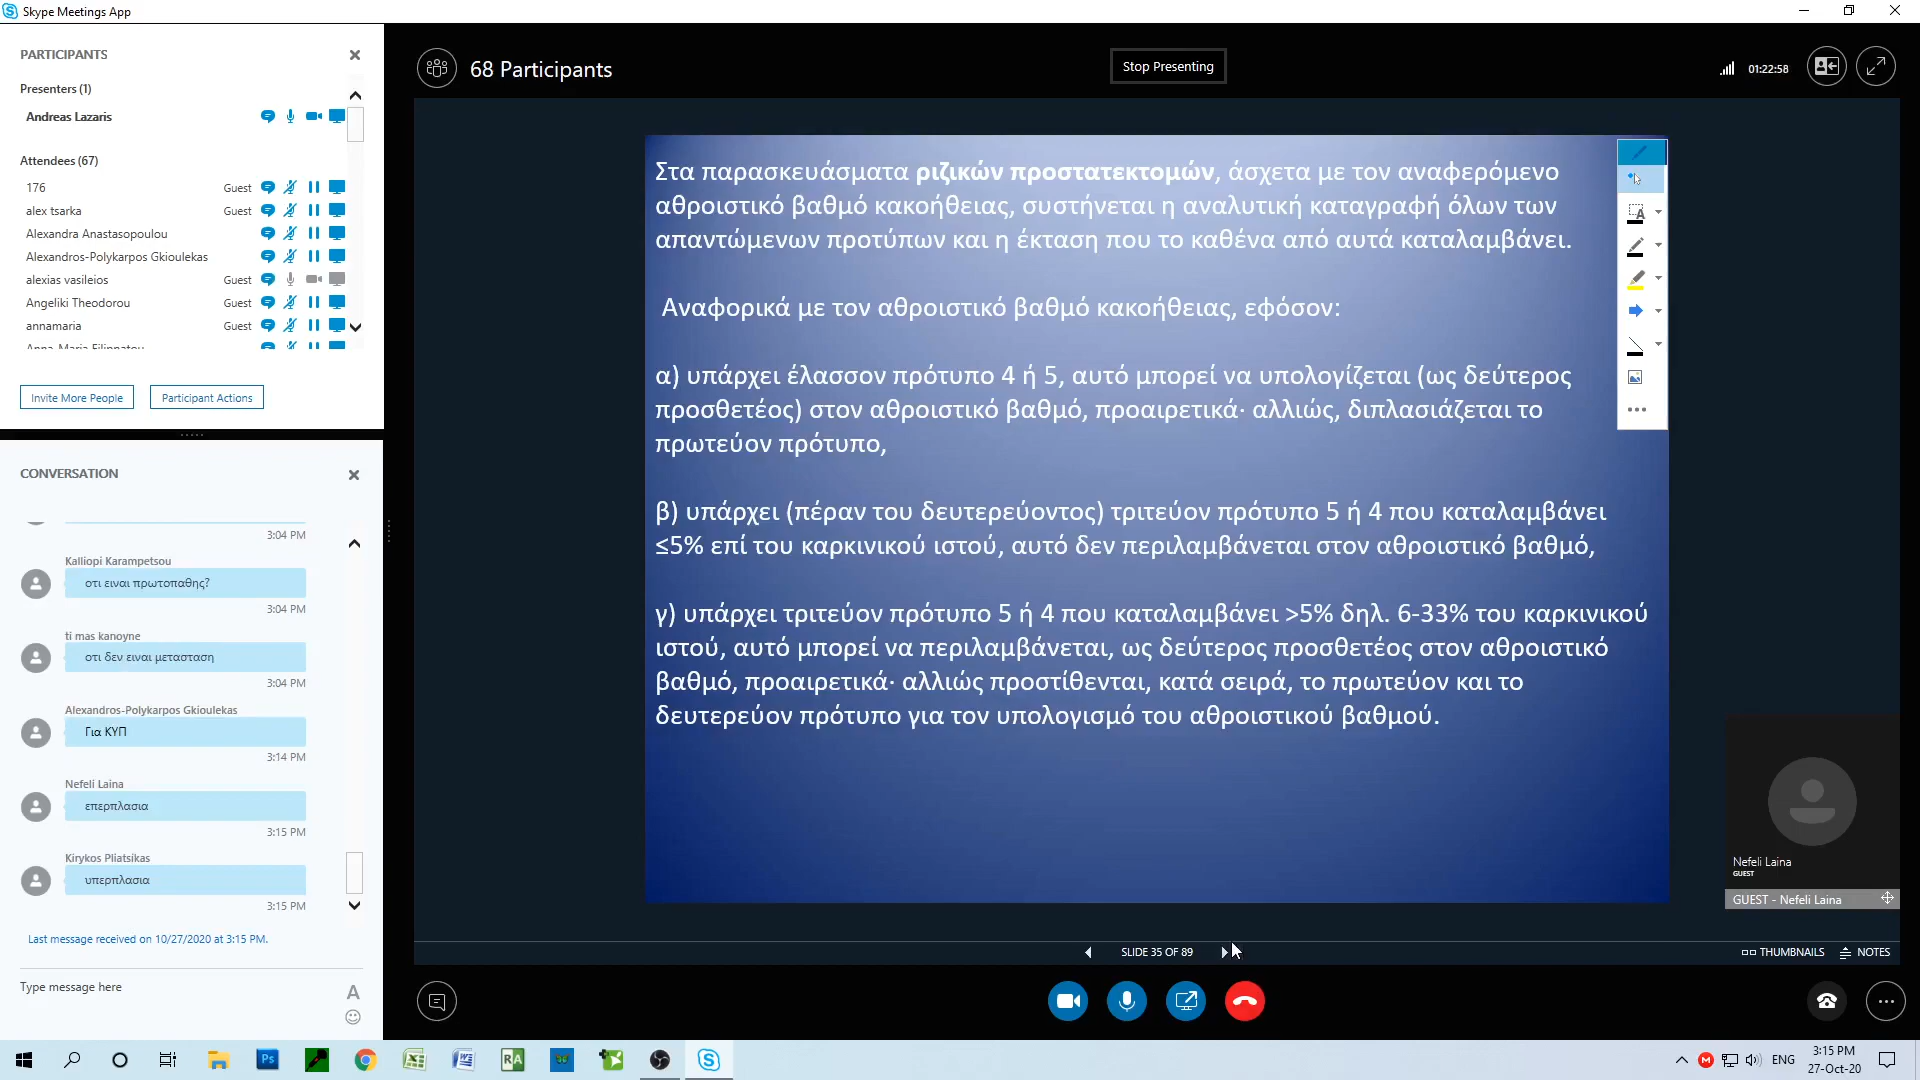 Skype Meetings App
PARTICIPANTS
Presenters (1)
Andreas Lazaris
Attendees (67)
176 Guest
alex tsarka Guest
Alexandra Anastasopoulou
Alexandros-Polykarpos Gkioulekas
alexias vasileios Guest
Angeliki Theodorou Guest
annamaria Guest
Anna-Maria Filippatou
Invite More People
Participant Actions
CONVERSATION
3:04 PM
Kalliopi Karampetsou
οτι ειναι πρωτοπαθης?
3:04 PM
ti mas kanoyne
οτι δεν ειναι μετασταση
3:04 PM
Alexandros-Polykarpos Gkioulekas
Για ΚΥΠ
3:14 PM
Nefeli Laina
επερπλασια
3:15 PM
Kirykos Pliatsikas
υπερπλασια
3:15 PM
Last message received on 10/27/2020 at 3:15 PM.
Type message here
68 Participants
Stop Presenting
01:22:58
Στα παρασκευάσματα ριζικών προστατεκτομών, άσχετα με τον αναφερόμενο
αθροιστικό βαθμό κακοήθειας, συστήνεται η αναλυτική καταγραφή όλων των
απαντώμενων προτύπων και η έκταση που το καθένα από αυτά καταλαμβάνει.
Αναφορικά με τον αθροιστικό βαθμό κακοήθειας, εφόσον:
α) υπάρχει έλασσον πρότυπο 4 ή 5, αυτό μπορεί να υπολογίζεται (ως δεύτερος
προσθετέος) στον αθροιστικό βαθμό, προαιρετικά· αλλιώς, διπλασιάζεται το
πρωτεύον πρότυπο,
β) υπάρχει (πέραν του δευτερεύοντος) τριτεύον πρότυπο 5 ή 4 που καταλαμβάνει
≤5% επί του καρκινικού ιστού, αυτό δεν περιλαμβάνεται στον αθροιστικό βαθμό,
γ) υπάρχει τριτεύον πρότυπο 5 ή 4 που καταλαμβάνει >5% δηλ. 6-33% του καρκινικού
ιστού, αυτό μπορεί να περιλαμβάνεται, ως δεύτερος προσθετέος στον αθροιστικό
βαθμό, προαιρετικά· αλλιώς προστίθενται, κατά σειρά, το πρωτεύον και το
δευτερεύον πρότυπο για τον υπολογισμό του αθροιστικού βαθμού.
Nefeli Laina
GUEST
GUEST - Nefeli Laina
SLIDE 35 OF 89
THUMBNAILS
NOTES
ENG
3:15 PM
27-Oct-20